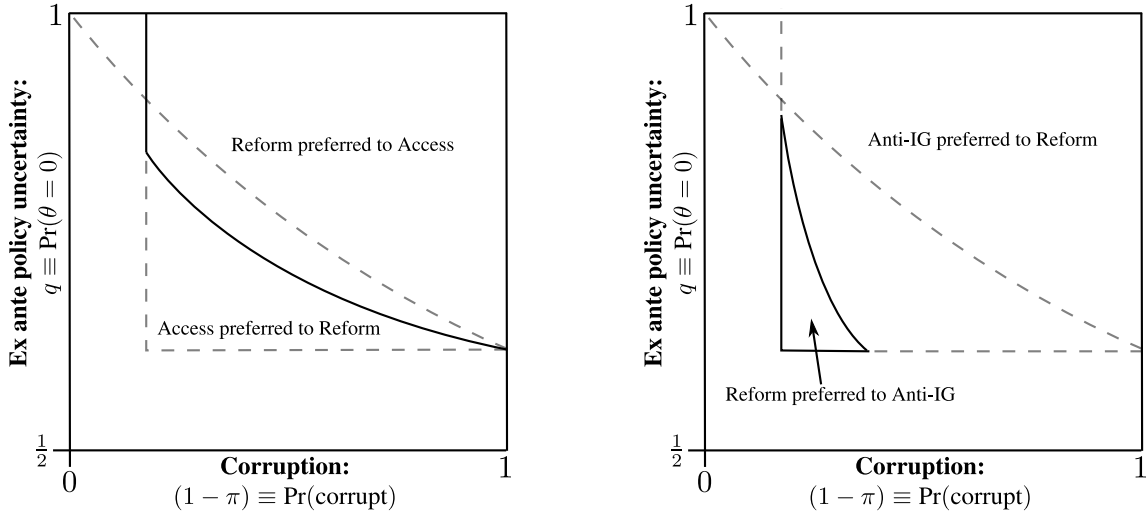 1
Ex ante policy uncertainty:
q ≡ Pr(θ = 0)
Reform preferred to Access
Access preferred to Reform
1/2
0
Corruption:
1
(1 − π) ≡ Pr(corrupt)
1
Ex ante policy uncertainty:
q ≡ Pr(θ = 0)
Anti-IG preferred to Reform
Reform preferred to Anti-IG
1/2
0
Corruption:
1
(1 − π) ≡ Pr(corrupt)